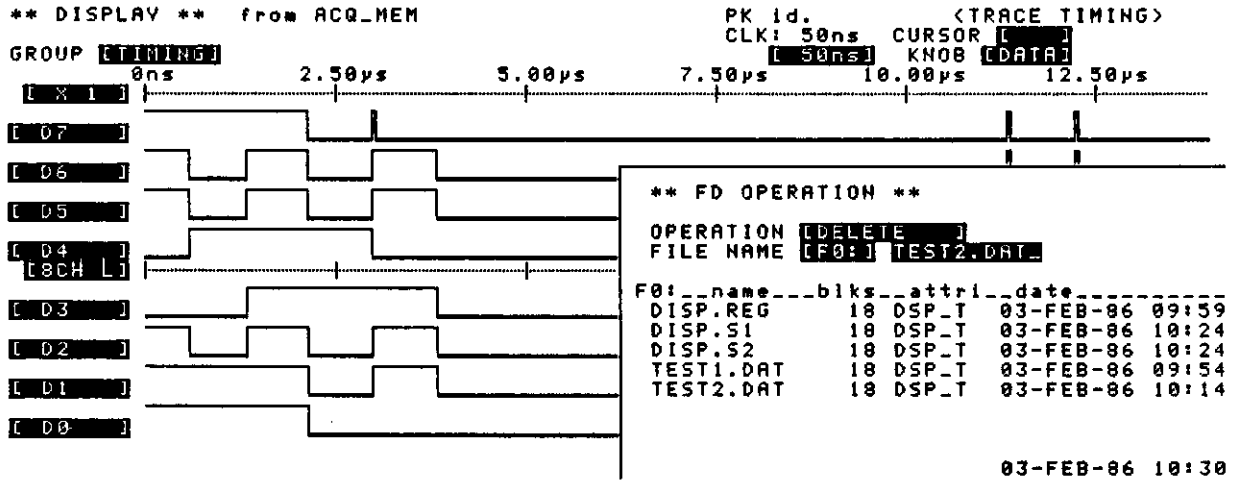 ** DISPLAY ** from ACQ_MEM PK id. <TRACE TIMING>
CLK: 50ns CURSOR [ ]
GROUP [TIMING] [ 50ns] KNOB [DATA]
0ns 2.50µs 5.00µs 7.50µs 10.00µs 12.50µs
[ X 1 ]
[ D7 ]
[ D6 ]
[ D5 ]
[ D4 ]
[8CH L]
[ D3 ]
[ D2 ]
[ D1 ]
[ D0 ]
** FD OPERATION **
OPERATION [DELETE ]
FILE NAME [F0:] TEST2.DAT_
F0:__name___blks__attri__date__________
DISP.REG 18 DSP_T 03-FEB-86 09:59
DISP.S1 18 DSP_T 03-FEB-86 10:24
DISP.S2 18 DSP_T 03-FEB-86 10:24
TEST1.DAT 18 DSP_T 03-FEB-86 09:54
TEST2.DAT 18 DSP_T 03-FEB-86 10:14
03-FEB-86 10:30